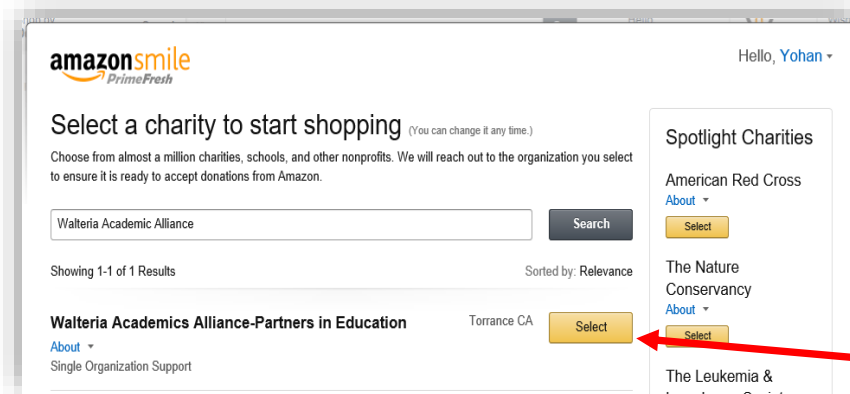 amazonsmile
PrimeFresh
Hello, Yohan
Select a charity to start shopping (You can change it any time.)
Choose from almost a million charities, schools, and other nonprofits. We will reach out to the organization you select
to ensure it is ready to accept donations from Amazon.
Walteria Academic Alliance
Search
Showing 1-1 of 1 Results
Sorted by: Relevance
Walteria Academics Alliance-Partners in Education
Torrance CA
Select
About
Single Organization Support
Spotlight Charities
American Red Cross
About
Select
The Nature
Conservancy
About
Select
The Leukemia &